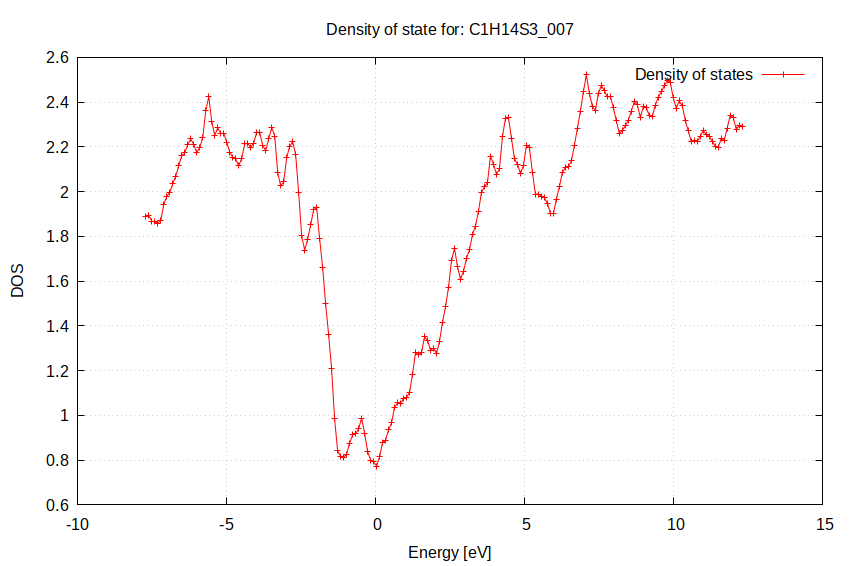 Density of state for: C1H14S3_007
Density of states
2.6
2.4
2.2
2
1.8
1.6
1.4
1.2
1
0.8
0.6
DOS
-10 -5 0 5 10 15
Energy [eV]